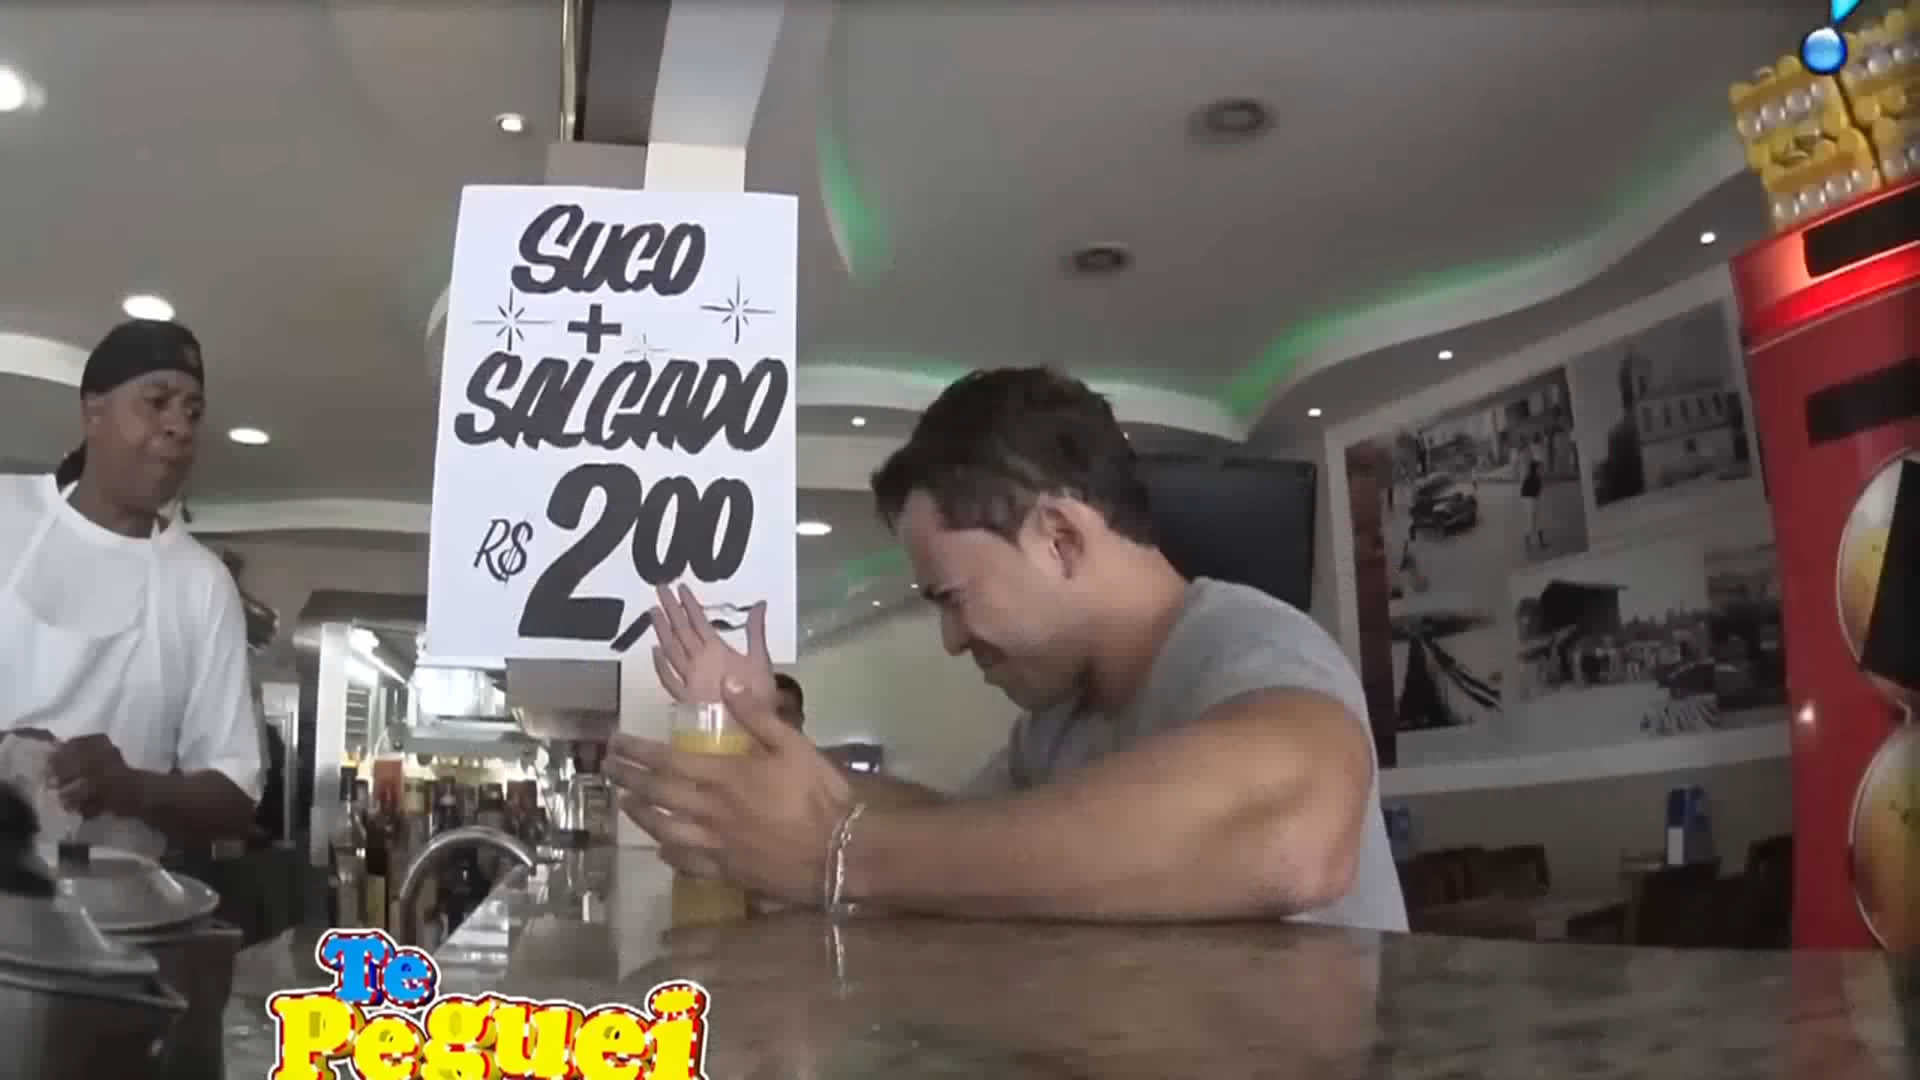 SUCO
+
SALGADO
R$ 2,00
Te
Peguei